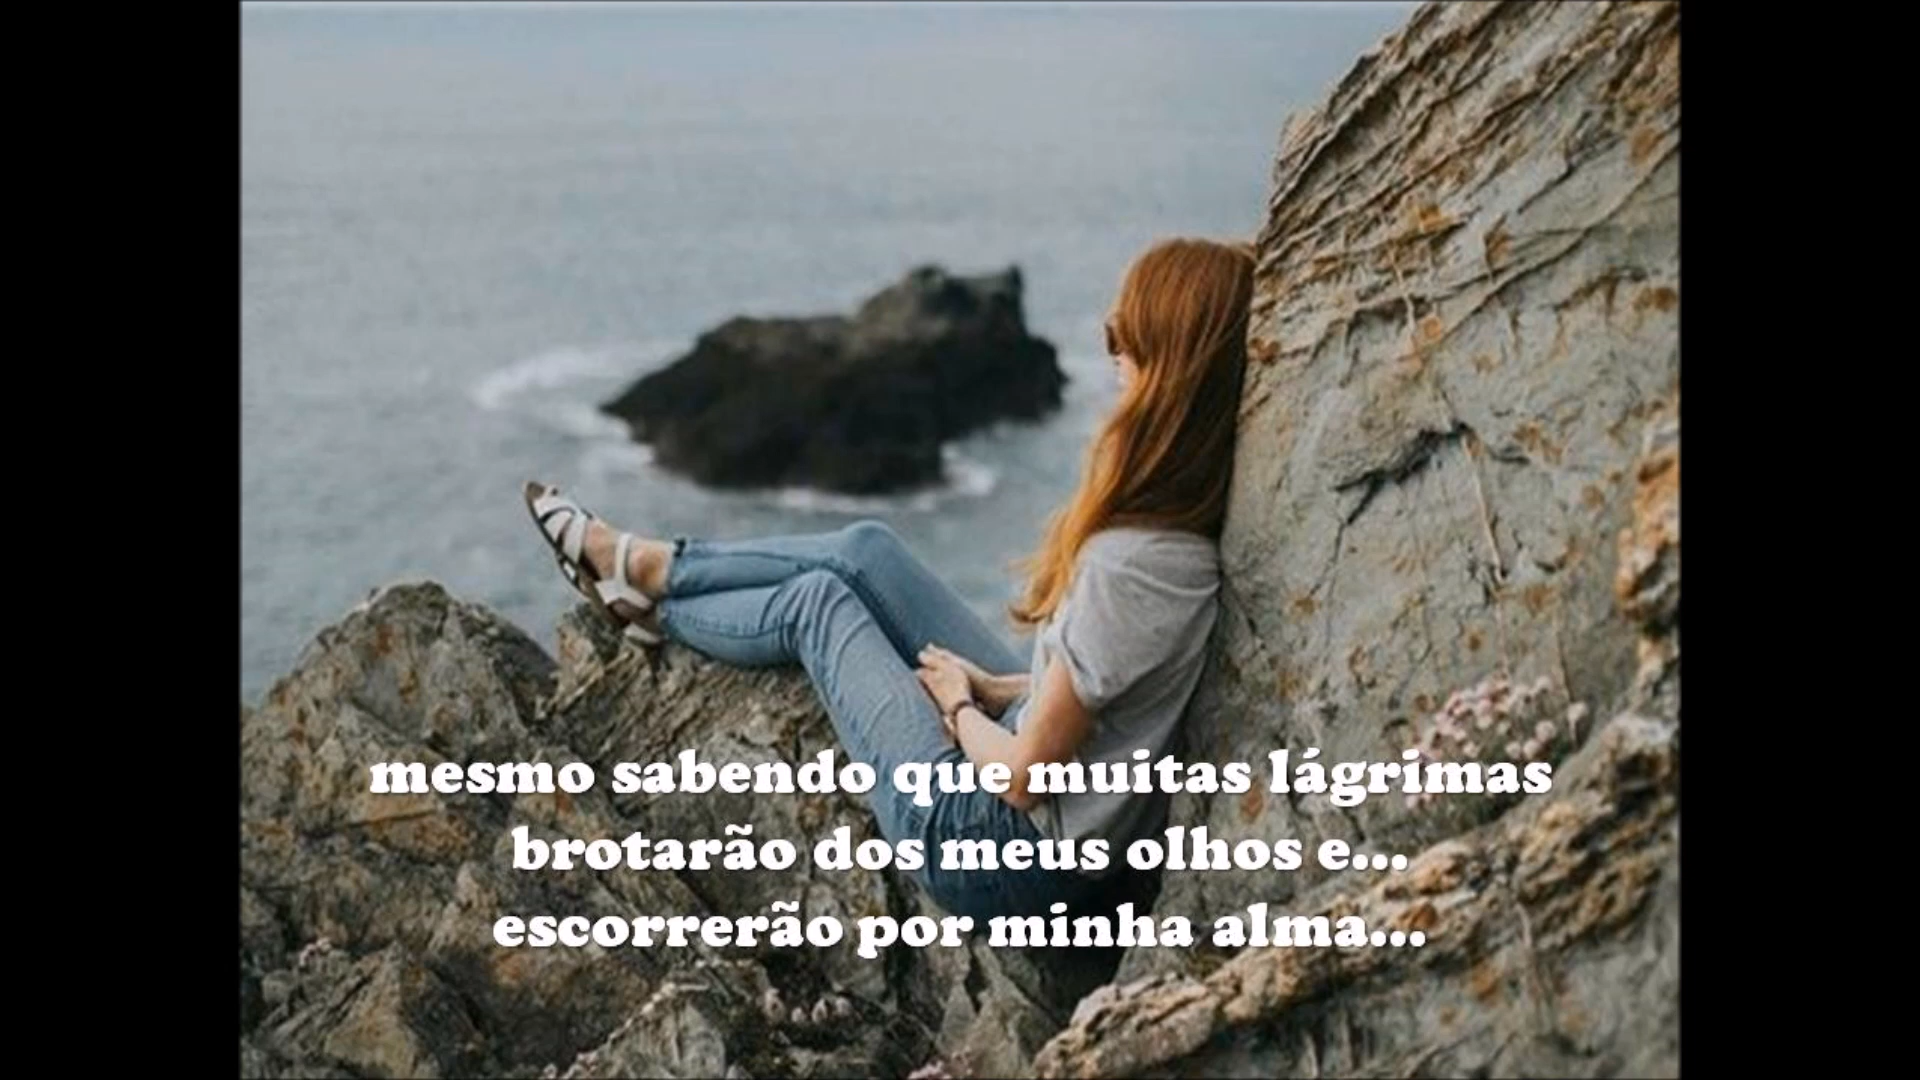 mesmo sabendo que muitas lágrimas
brotarão dos meus olhos e...
escorrerão por minha alma...